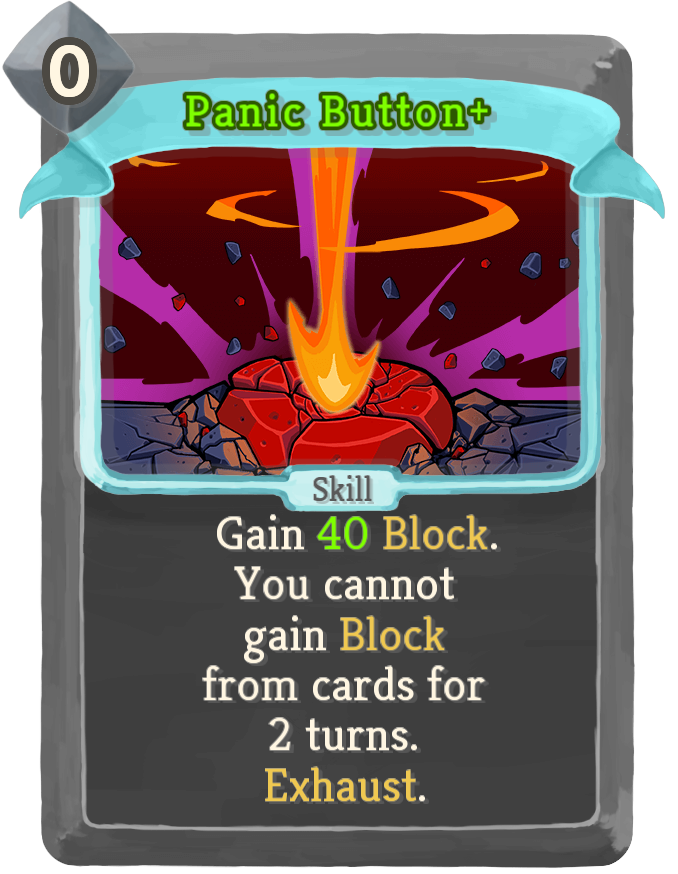 0
Panic Button+
Skill
Gain 40 Block.
You cannot
gain Block
from cards for
2 turns.
Exhaust.